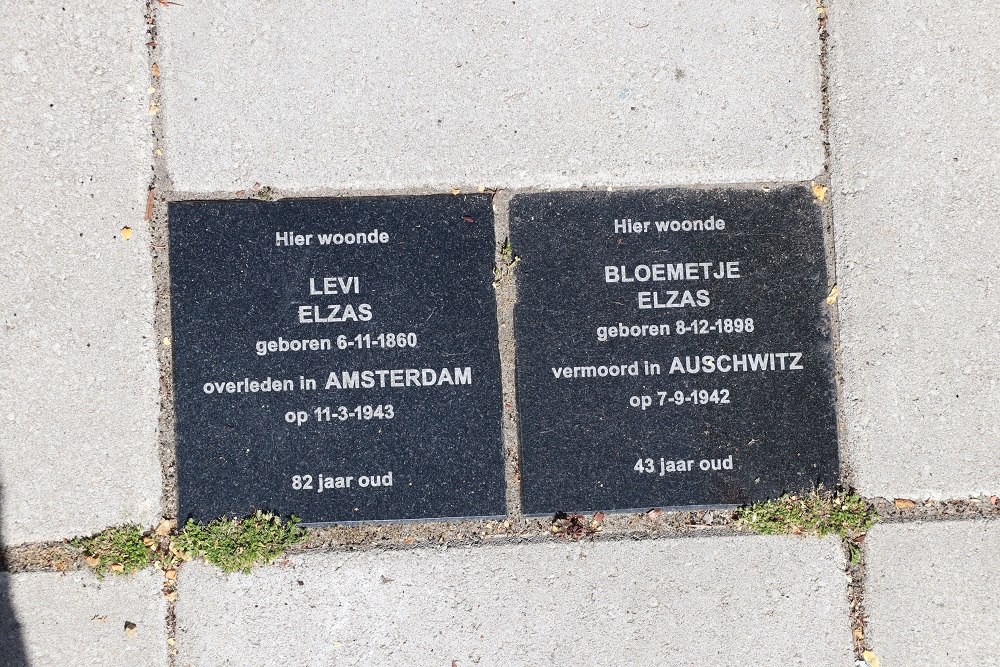 Hier woonde
LEVI
ELZAS
geboren 6-11-1860
overleden in AMSTERDAM
op 11-3-1943
82 jaar oud
Hier woonde
BLOEMETJE
ELZAS
geboren 8-12-1898
vermoord in AUSCHWITZ
op 7-9-1942
43 jaar oud